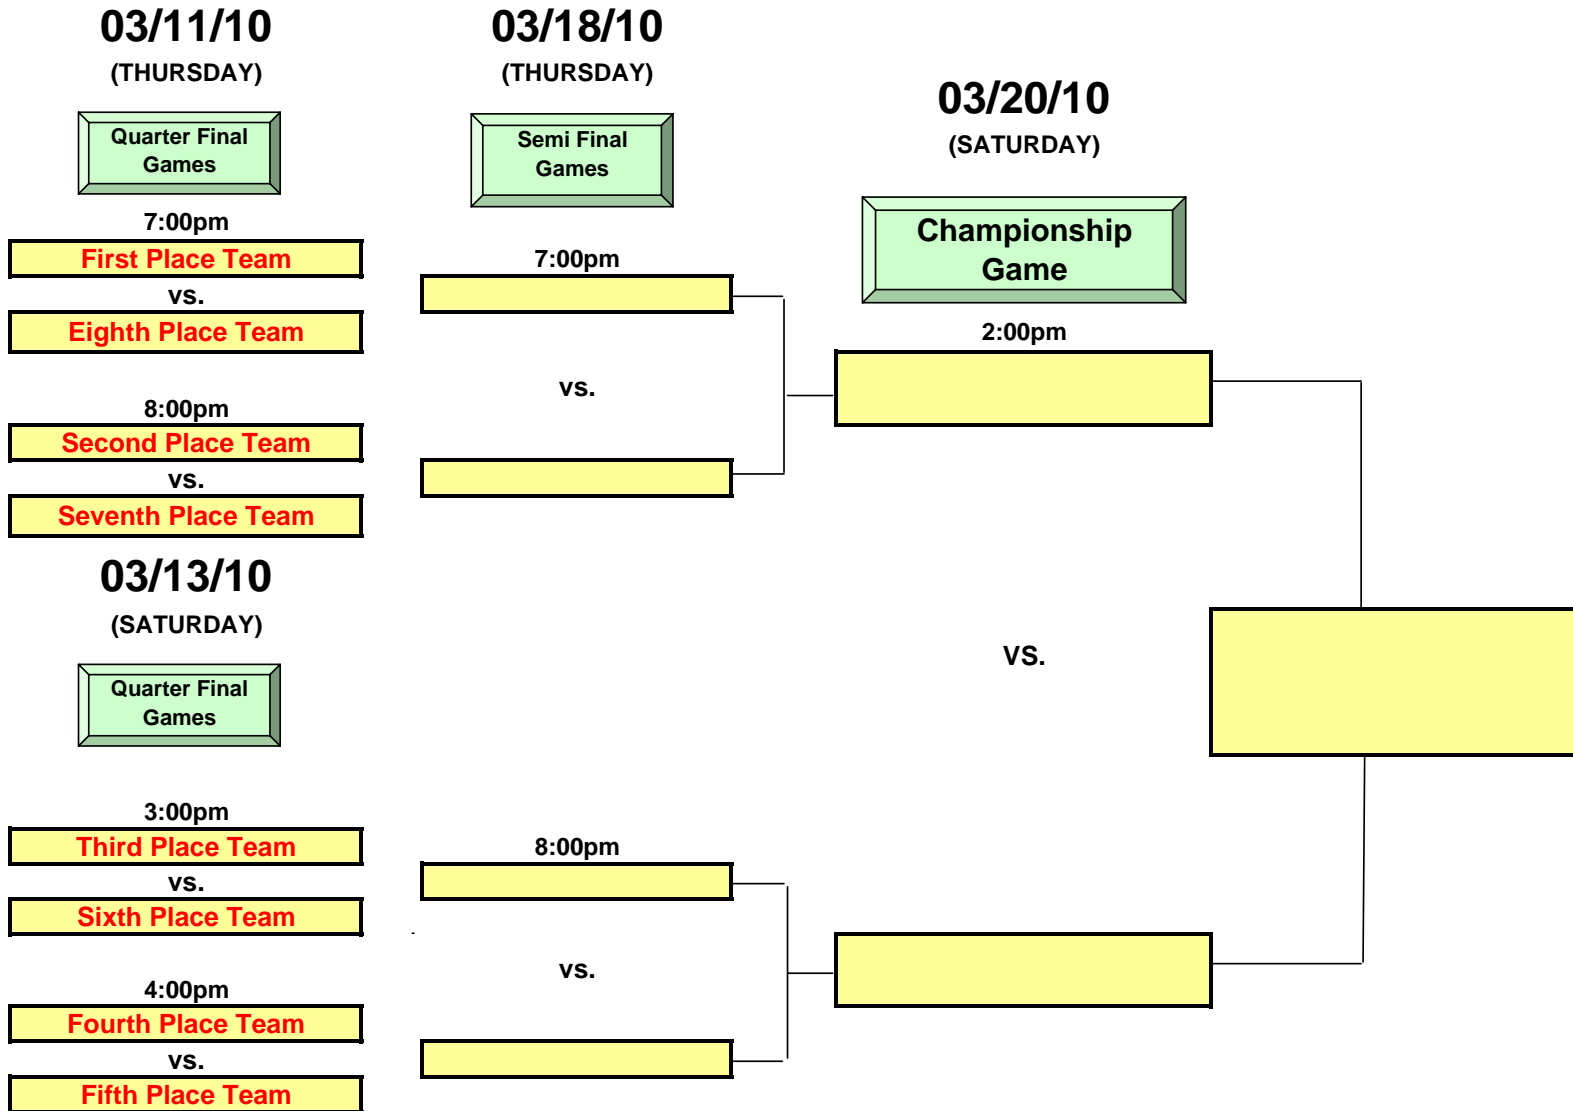 03/11/10
(THURSDAY)
Quarter Final
Games
7:00pm
First Place Team
vs.
Eighth Place Team
8:00pm
Second Place Team
vs.
Seventh Place Team
03/13/10
(SATURDAY)
Quarter Final
Games
3:00pm
Third Place Team
vs.
Sixth Place Team
4:00pm
Fourth Place Team
vs.
Fifth Place Team
03/18/10
(THURSDAY)
Semi Final
Games
7:00pm
vs.
8:00pm
vs.
03/20/10
(SATURDAY)
Championship
Game
2:00pm
VS.